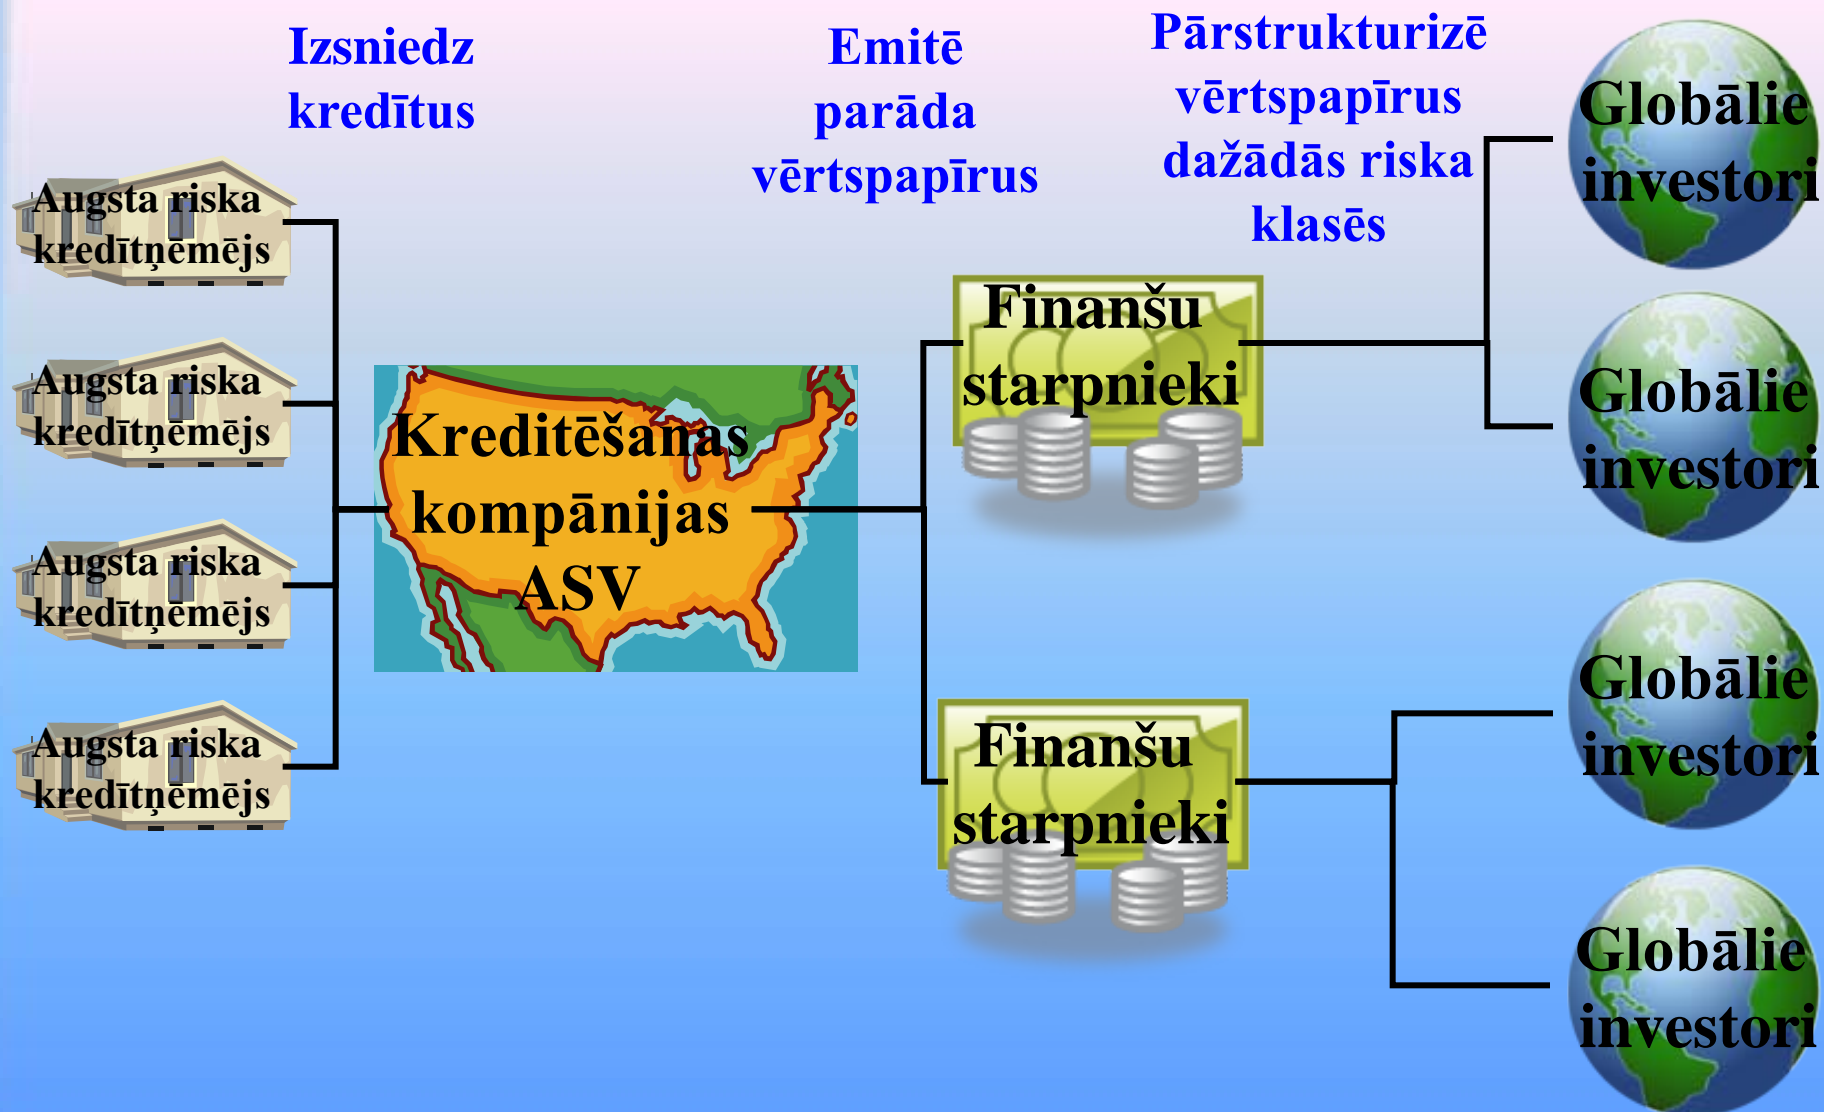 Izsniedz
kredītus
Emitē
parāda
vērtspapīrus
Pārstrukturizē
vērtspapīrus
dažādās riska
klasēs
Augsta riska
kredītņēmējs
Augsta riska
kredītņēmējs
Augsta riska
kredītņēmējs
Augsta riska
kredītņēmējs
Kreditēšanas
kompānijas
ASV
Finanšu
starpnieki
Finanšu
starpnieki
Globālie
investori
Globālie
investori
Globālie
investori
Globālie
investori